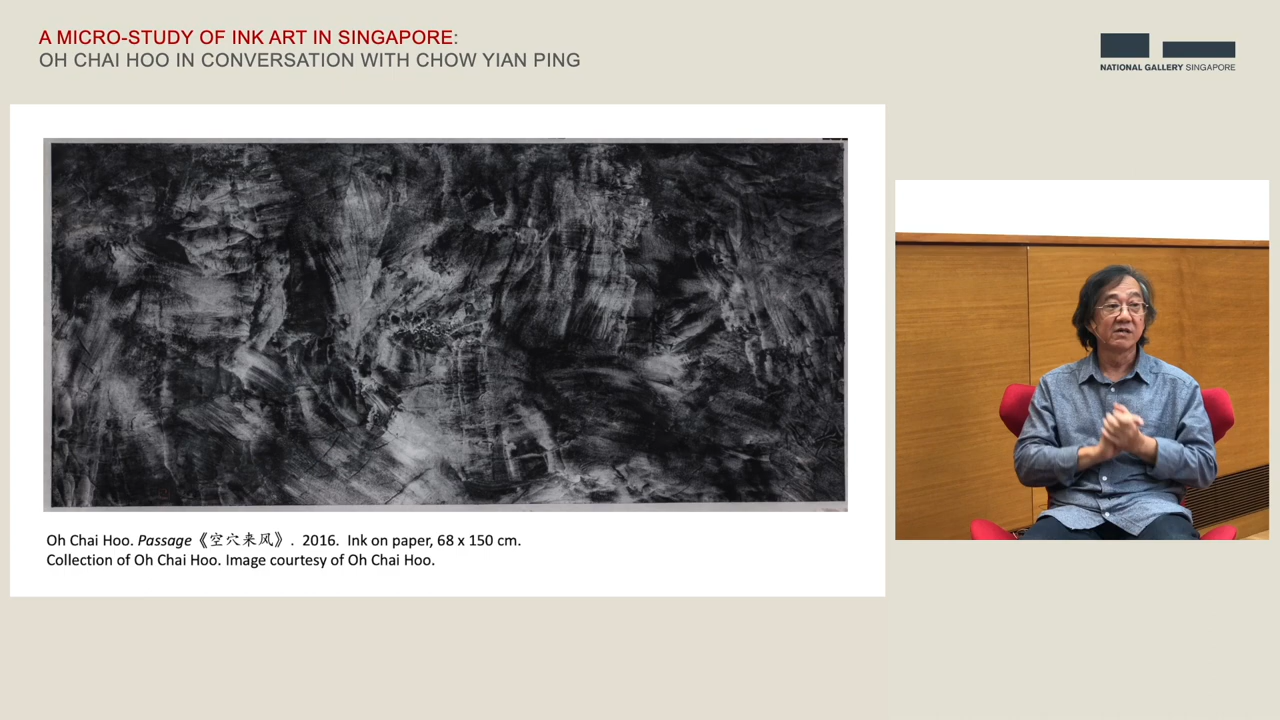 A MICRO-STUDY OF INK ART IN SINGAPORE:
OH CHAI HOO IN CONVERSATION WITH CHOW YIAN PING
NATIONAL GALLERY SINGAPORE
Oh Chai Hoo. Passage《空穴来风》. 2016. Ink on paper, 68 x 150 cm.
Collection of Oh Chai Hoo. Image courtesy of Oh Chai Hoo.